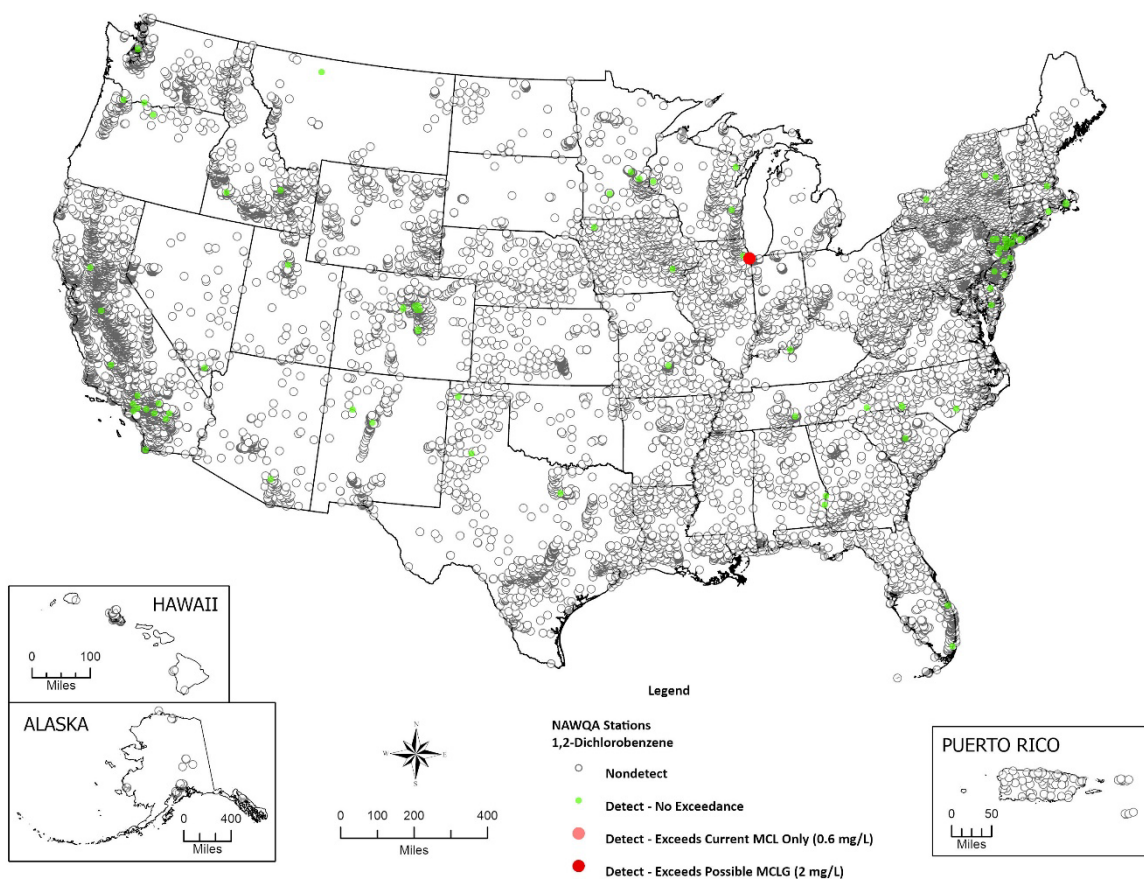 HAWAII
0 100
Miles
ALASKA
0 400
Miles
N
W E
S
0 100 200 400
Miles
Legend
NAWQA Stations
1,2-Dichlorobenzene
Nondetect
Detect - No Exceedance
Detect - Exceeds Current MCL Only (0.6 mg/L)
Detect - Exceeds Possible MCLG (2 mg/L)
PUERTO RICO
0 50
Miles